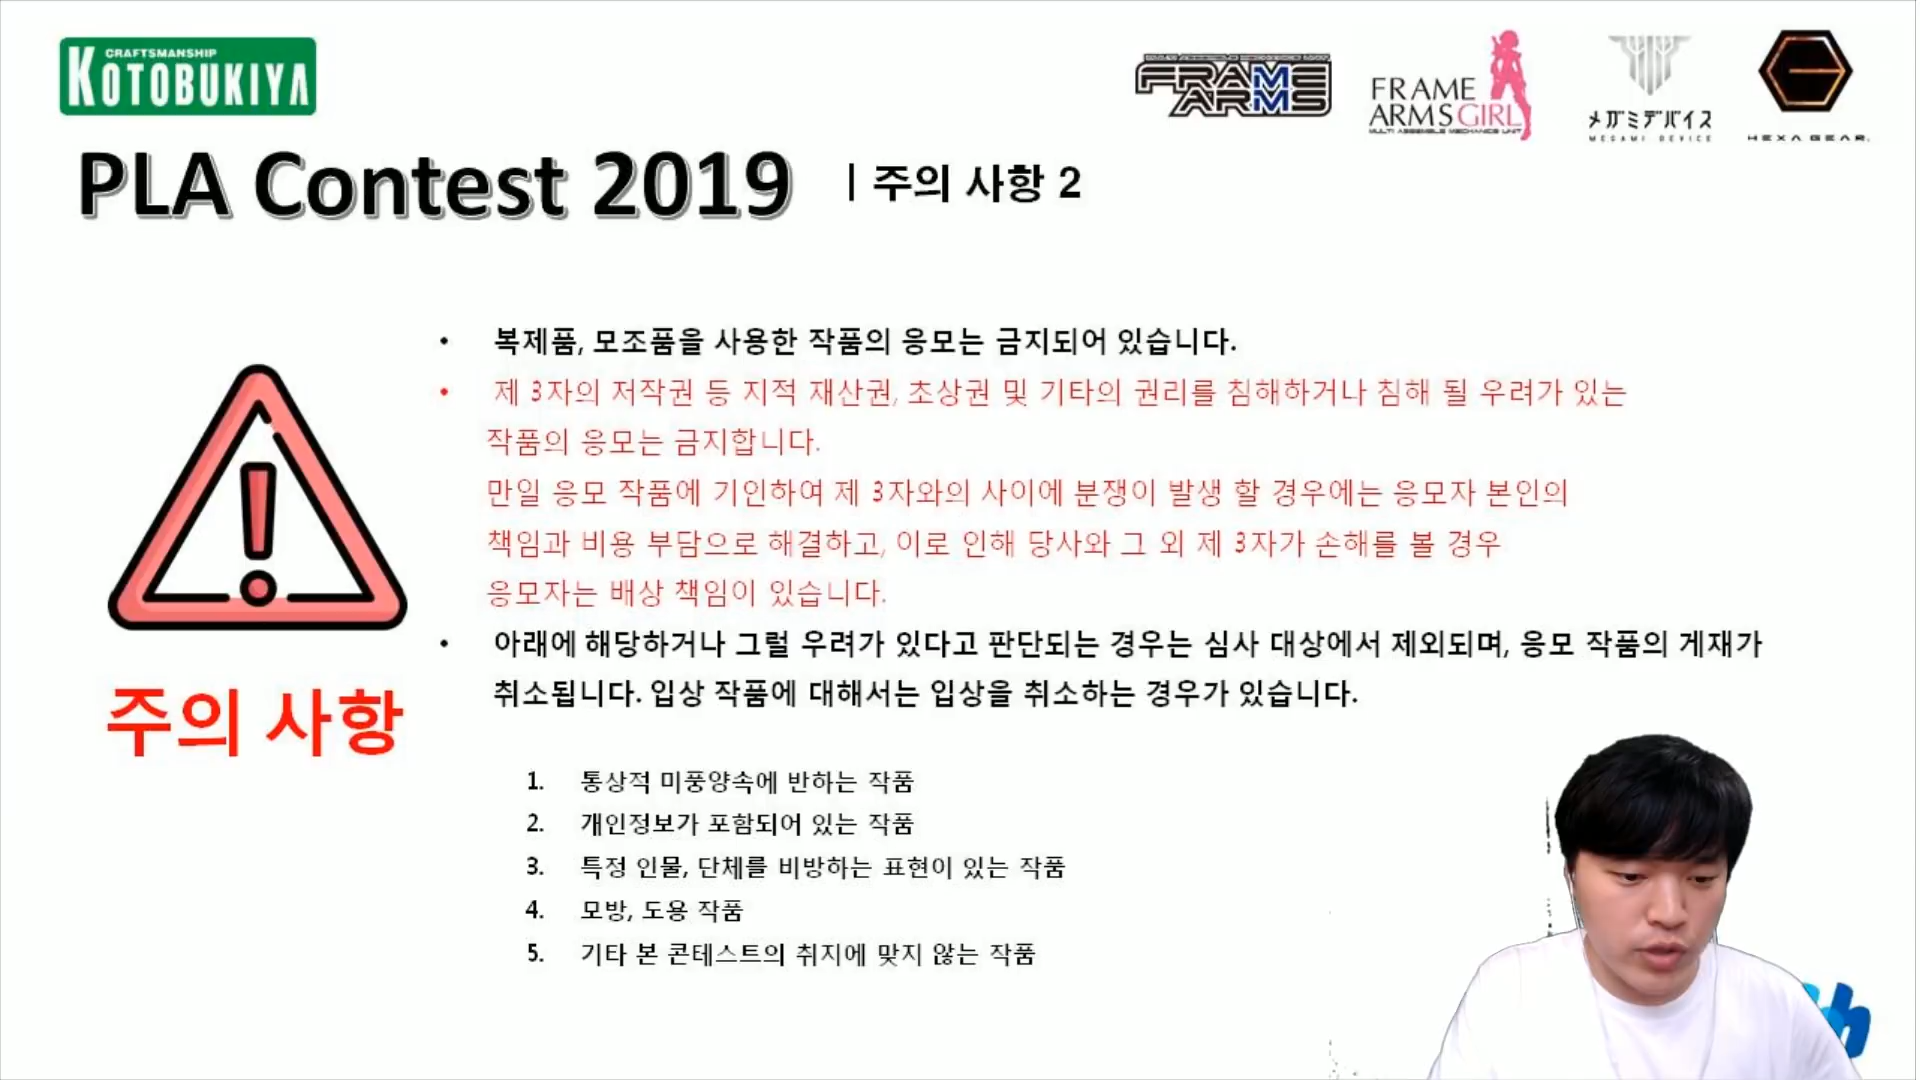 CRAFTSMANSHIP
KOTOBUKIYA
FRAME
ARMS
FRAME
ARMS GIRL
MULTI ASSEMBLE MECHANICS UNIT
メガミデバイス
MEGAMI DEVICE
HEXA GEAR
PLA Contest 2019 | 주의 사항 2
• 복제품, 모조품을 사용한 작품의 응모는 금지되어 있습니다.
• 제 3자의 저작권 등 지적 재산권, 초상권 및 기타의 권리를 침해하거나 침해 될 우려가 있는
작품의 응모는 금지합니다.
만일 응모 작품에 기인하여 제 3자와의 사이에 분쟁이 발생 할 경우에는 응모자 본인의
책임과 비용 부담으로 해결하고, 이로 인해 당사와 그 외 제 3자가 손해를 볼 경우
응모자는 배상 책임이 있습니다.
• 아래에 해당하거나 그럴 우려가 있다고 판단되는 경우는 심사 대상에서 제외되며, 응모 작품의 게재가
취소됩니다. 입상 작품에 대해서는 입상을 취소하는 경우가 있습니다.
주의 사항
1. 통상적 미풍양속에 반하는 작품
2. 개인정보가 포함되어 있는 작품
3. 특정 인물, 단체를 비방하는 표현이 있는 작품
4. 모방, 도용 작품
5. 기타 본 콘테스트의 취지에 맞지 않는 작품